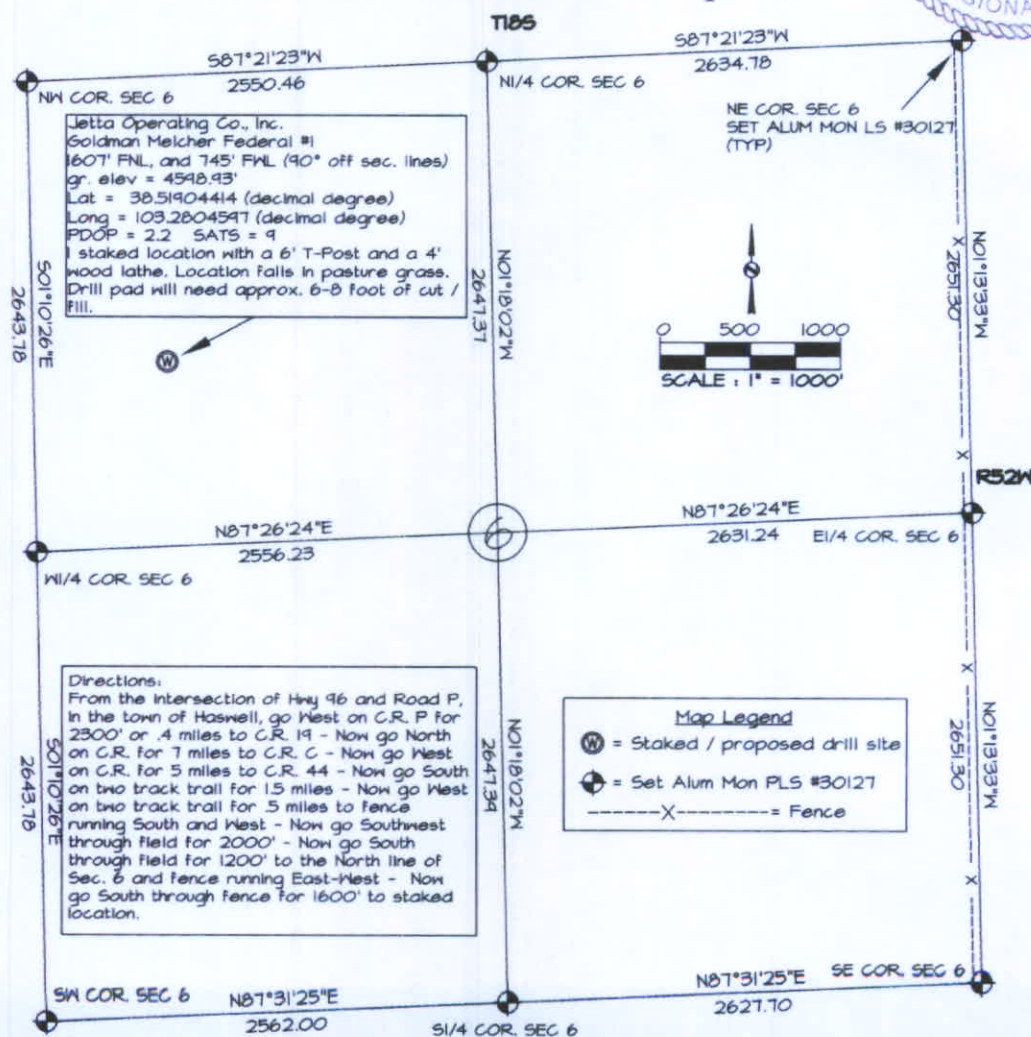 T18S
S87°21'23"W
2550.46
S87°21'23"W
2634.78
NW COR. SEC 6
N1/4 COR. SEC 6
NE COR. SEC 6
SET ALUM MON LS #30127
(TYP)
Jetta Operating Co., Inc.
Goldman Melcher Federal #1
1607' FNL, and 745' FWL (90° off sec. lines)
gr. elev = 4598.93'
Lat = 38.51904414 (decimal degree)
Long = 103.2804597 (decimal degree)
PDOP = 2.2 SATS = 9
I staked location with a 6' T-Post and a 4'
wood lathe. Location falls in pasture grass.
Drill pad will need approx. 6-8 foot of cut /
fill.
S01°10'26"E
2643.78
W
N01°18'02"W
2647.37
N
0 500 1000
SCALE : 1" = 1000'
X
N01°13'33"W
2651.30
X
R52W
N87°26'24"E
2556.23
6
N87°26'24"E
2631.24
E1/4 COR. SEC 6
W1/4 COR. SEC 6
Directions:
From the intersection of Hwy 96 and Road P,
in the town of Haswell, go West on C.R. P for
2300' or .4 miles to C.R. 19 - Now go North
on C.R. for 7 miles to C.R. C - Now go West
on C.R. for 5 miles to C.R. 44 - Now go South
on two track trail for 1.5 miles - Now go West
on two track trail for .5 miles to fence
running South and West - Now go Southwest
through field for 2000' - Now go South
through field for 1200' to the North line of
Sec. 6 and fence running East-West - Now
go South through fence for 1600' to staked
location.
S01°10'26"E
2643.78
N01°18'02"W
2647.34
Map Legend
W = Staked / proposed drill site
= Set Alum Mon PLS #30127
------X--------- = Fence
X
N01°13'33"W
2651.30
X
SW COR. SEC 6
N87°31'25"E
2562.00
S1/4 COR. SEC 6
N87°31'25"E
2627.70
SE COR. SEC 6